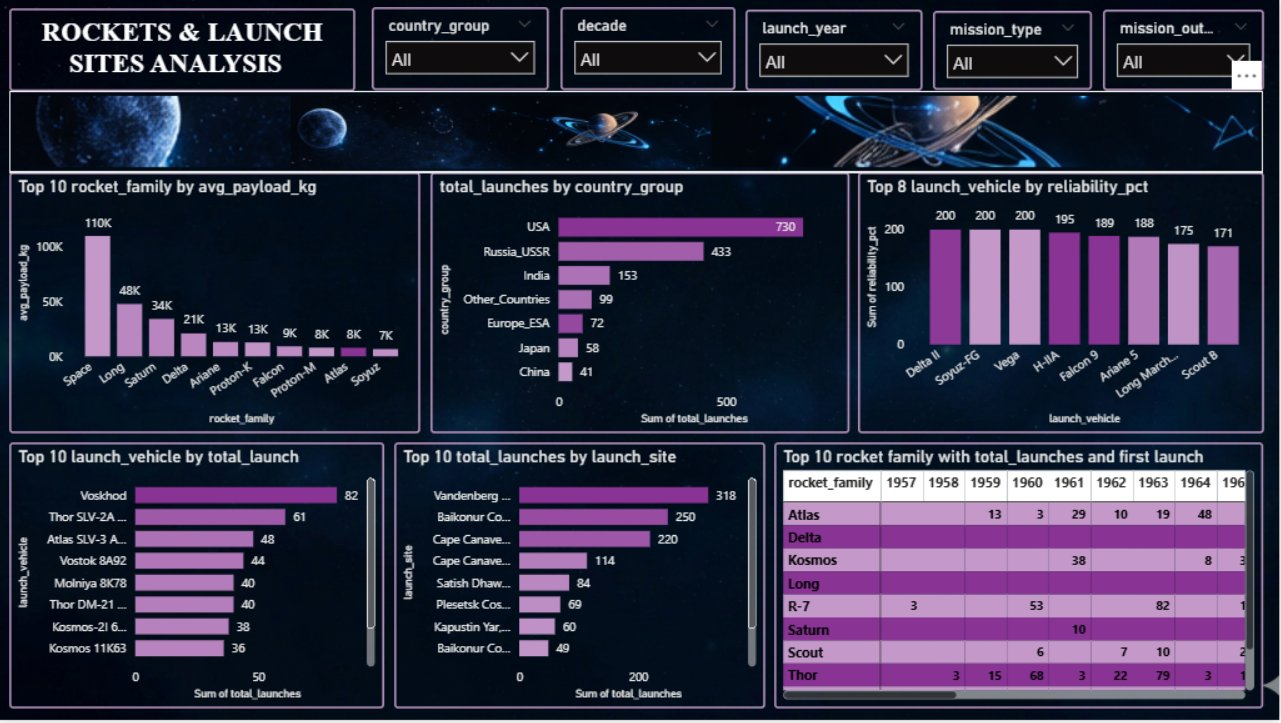 ROCKETS & LAUNCH
SITES ANALYSIS
country_group
All
decade
All
launch_year
All
mission_type
All
mission_out...
All
Top 10 rocket_family by avg_payload_kg
avg_payload_kg
100K
50K
0K
110K
48K
34K
21K
13K
13K
9K
8K
8K
7K
Space
Long
Saturn
Delta
Ariane
Proton-K
Falcon
Proton-M
Atlas
Soyuz
rocket_family
total_launches by country_group
country_group
USA 730
Russia_USSR 433
India 153
Other_Countries 99
Europe_ESA 72
Japan 58
China 41
0 500
Sum of total_launches
Top 8 launch_vehicle by reliability_pct
Sum of reliability_pct
200
100
0
200
200
200
195
189
188
175
171
Delta II
Soyuz-FG
Vega
H-IIA
Falcon 9
Ariane 5
Long March...
Scout B
launch_vehicle
Top 10 launch_vehicle by total_launch
launch_vehicle
Voskhod 82
Thor SLV-2A ... 61
Atlas SLV-3 A... 48
Vostok 8A92 44
Molniya 8K78 40
Thor DM-21 ... 40
Kosmos-2I 6... 38
Kosmos 11K63 36
0 50
Sum of total_launches
Top 10 total_launches by launch_site
launch_site
Vandenberg ... 318
Baikonur Co... 250
Cape Canave... 220
Cape Canave... 114
Satish Dhaw... 84
Plesetsk Cos... 69
Kapustin Yar,... 60
Baikonur Co... 49
0 200
Sum of total_launches
Top 10 rocket family with total_launches and first launch
rocket_family 1957 1958 1959 1960 1961 1962 1963 1964 196
Atlas 13 3 29 10 19 48
Delta
Kosmos 38 8 3
Long
R-7 3 53 82 1
Saturn 10
Scout 6 7 10 2
Thor 3 15 68 3 22 79 3 1